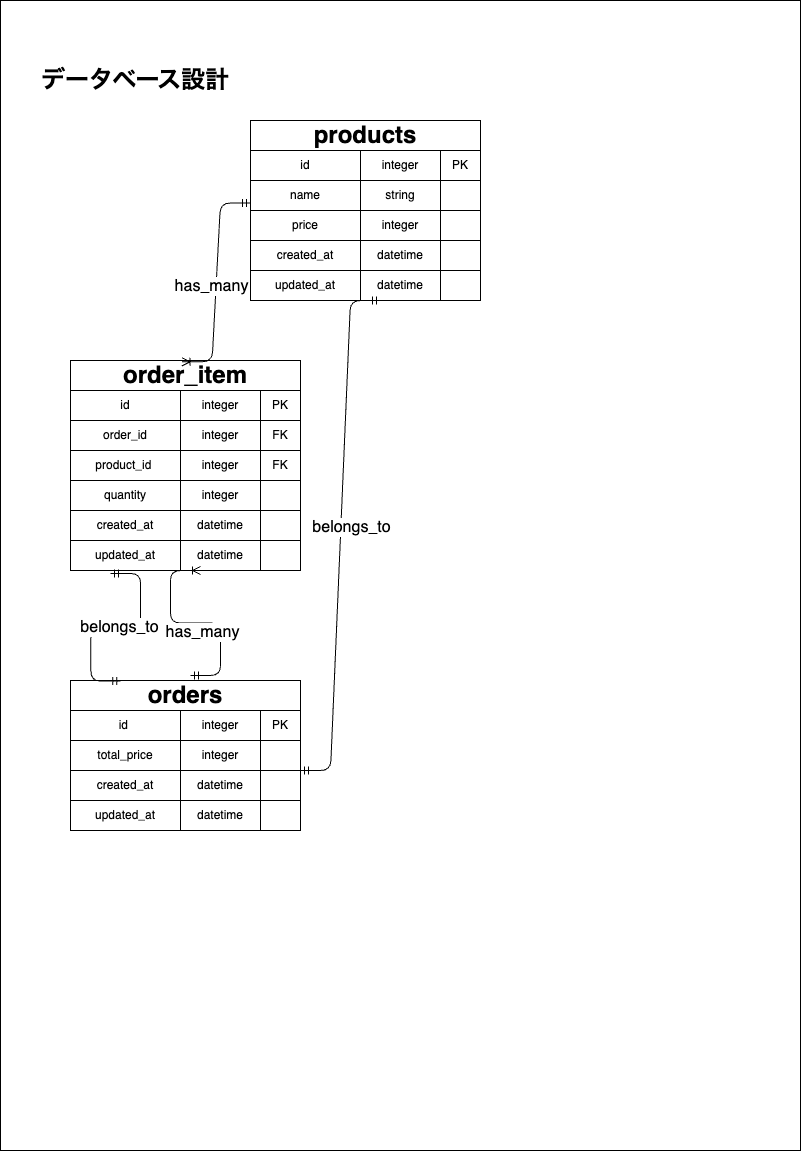 データベース設計
products
id integer PK
name string
price integer
created_at datetime
updated_at datetime
has_many
order_item
id integer PK
order_id integer FK
product_id integer FK
quantity integer
created_at datetime
updated_at datetime
belongs_to
belongs_to
has_many
orders
id integer PK
total_price integer
created_at datetime
updated_at datetime